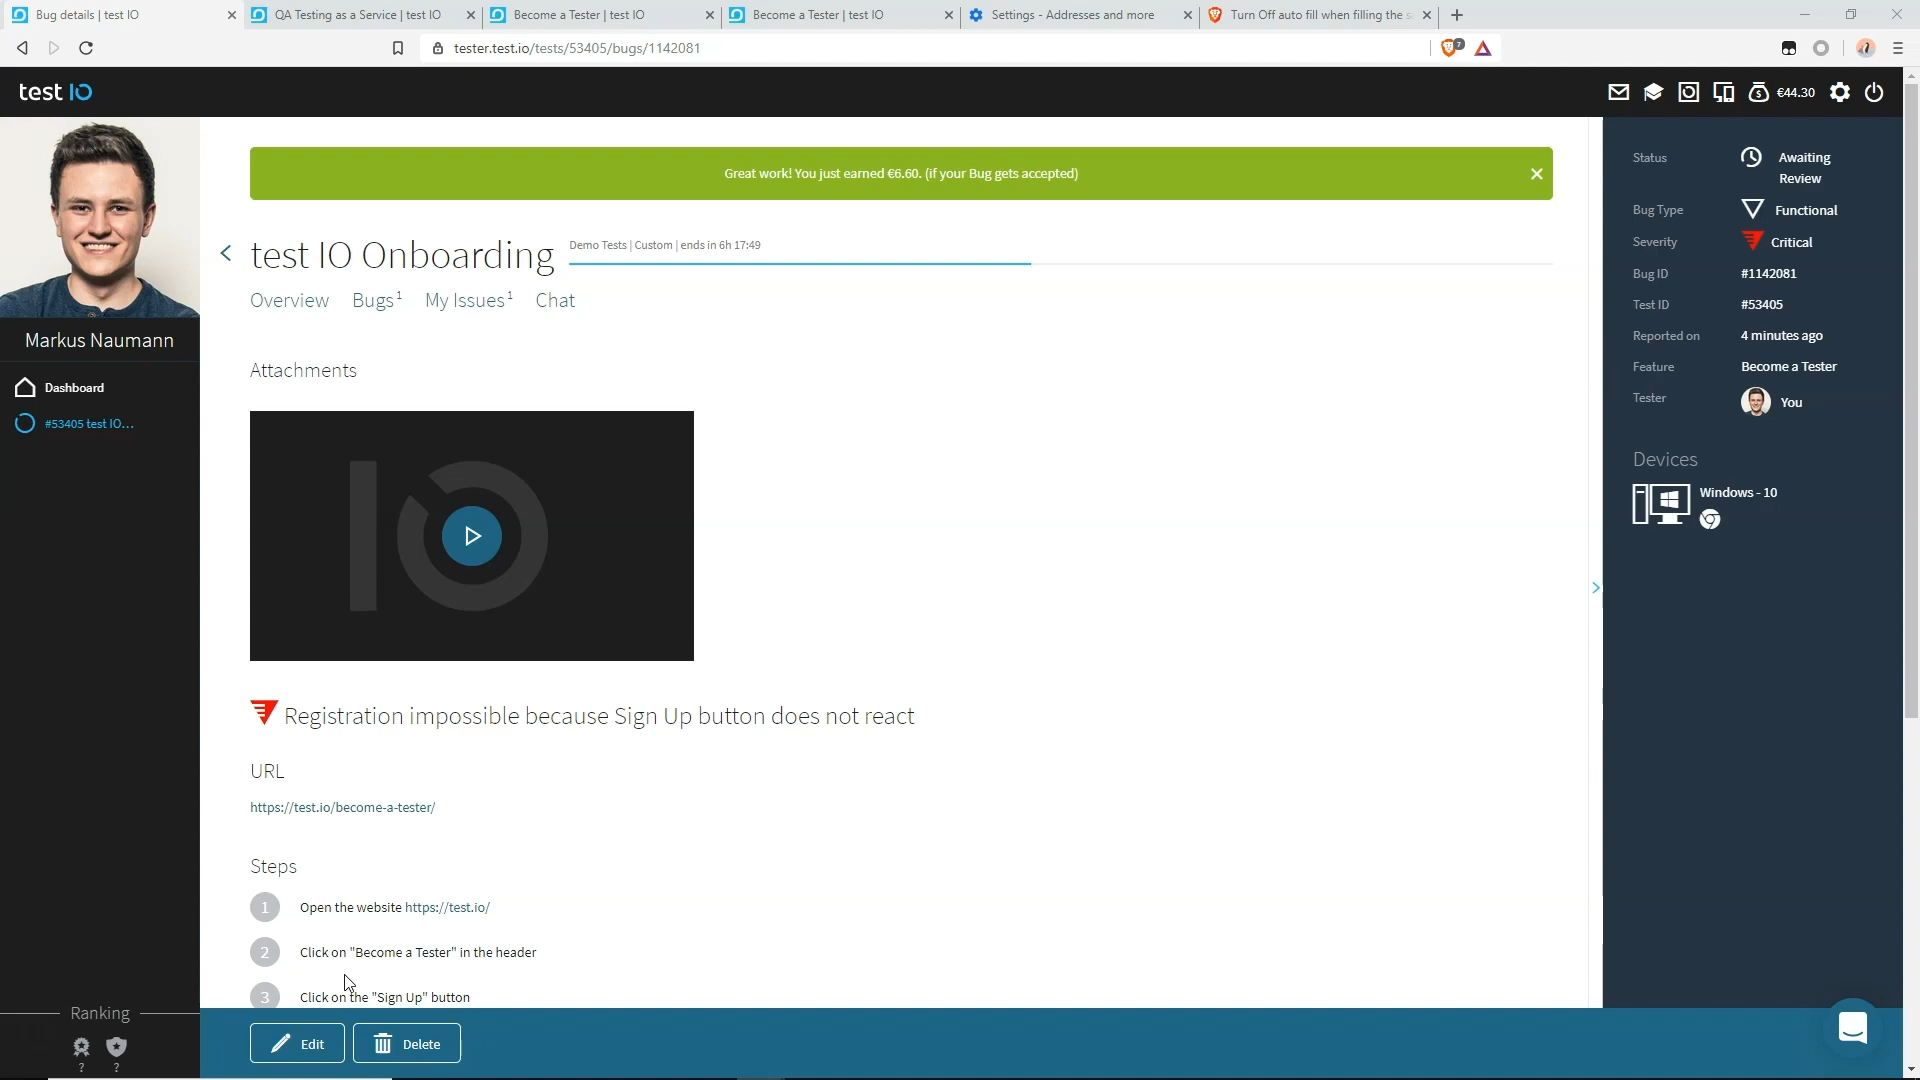 Bug details | test IO
QA Testing as a Service | test IO
Become a Tester | test IO
Become a Tester | test IO
Settings - Addresses and more
Turn Off auto fill when filling the s
tester.test.io/tests/53405/bugs/1142081
7
test IO
€44.30
Great work! You just earned €6.60. (if your Bug gets accepted)
test IO Onboarding
Demo Tests | Custom | ends in 6h 17:49
Overview Bugs 1 My Issues 1 Chat
Markus Naumann
Dashboard
#53405 test IO...
Attachments
IO
Registration impossible because Sign Up button does not react
URL
https://test.io/become-a-tester/
Steps
1 Open the website https://test.io/
2 Click on "Become a Tester" in the header
3 Click on the "Sign Up" button
Ranking
? ?
Edit
Delete
Status Awaiting
Review
Bug Type Functional
Severity Critical
Bug ID #1142081
Test ID #53405
Reported on 4 minutes ago
Feature Become a Tester
Tester You
Devices
Windows - 10